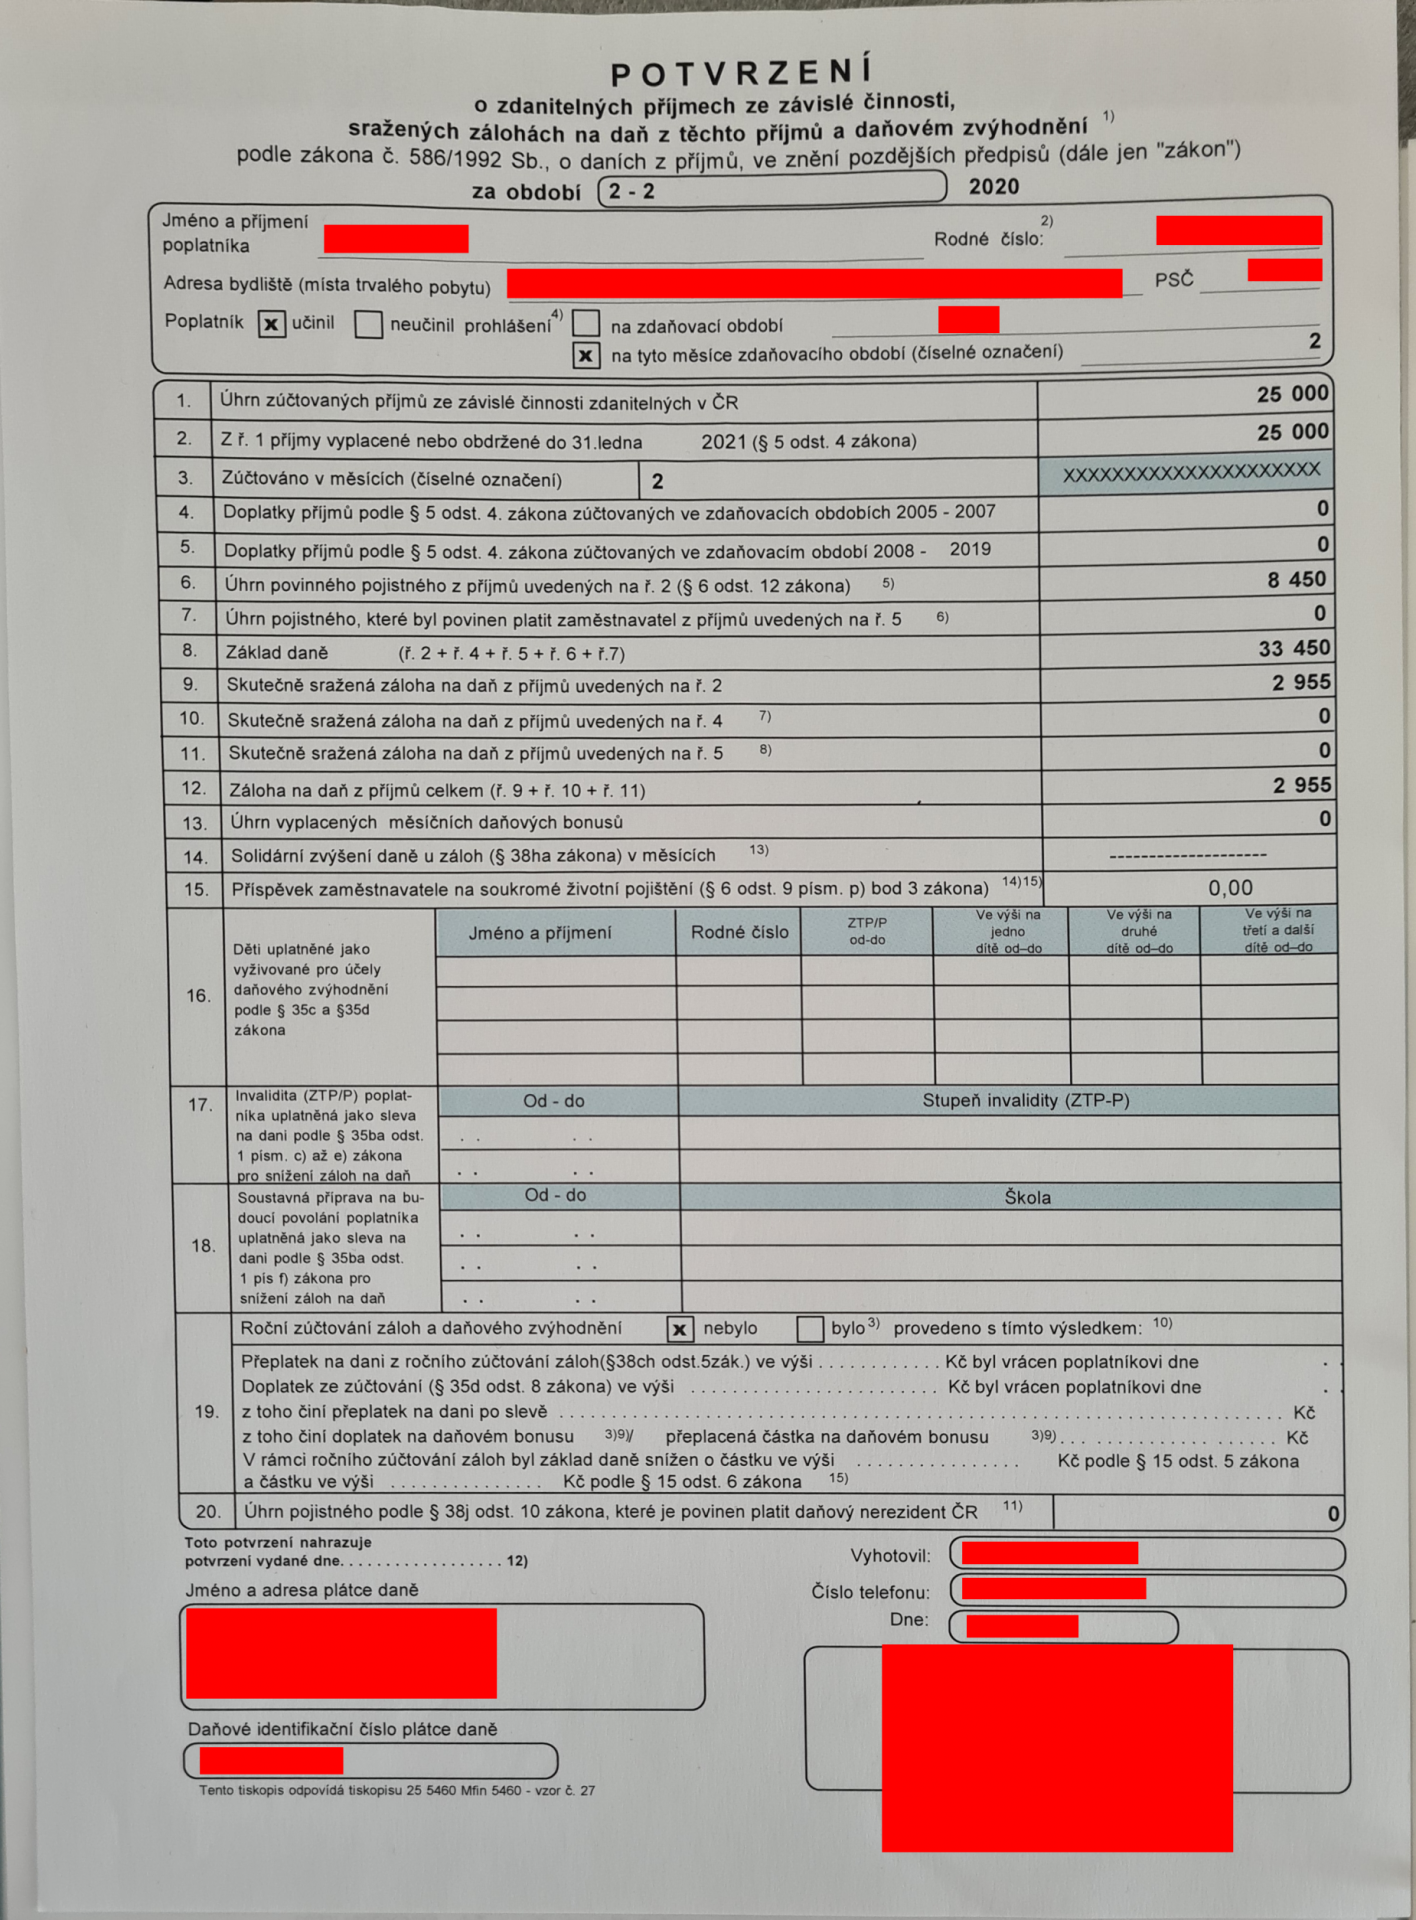 POTVRZENÍ
o zdanitelných příjmech ze závislé činnosti,
sražených zálohách na daň z těchto příjmů a daňovém zvýhodnění 1)
podle zákona č. 586/1992 Sb., o daních z příjmů, ve znění pozdějších předpisů (dále jen "zákon")
za období 2 - 2 2020
Jméno a příjmení
poplatníka
Rodné číslo: 2)
Adresa bydliště (místa trvalého pobytu) PSČ
Poplatník x učinil neučinil prohlášení 4) na zdaňovací období
x na tyto měsíce zdaňovacího období (číselné označení) 2
1. Úhrn zúčtovaných příjmů ze závislé činnosti zdanitelných v ČR 25 000
2. Z ř. 1 příjmy vyplacené nebo obdržené do 31.ledna 2021 (§ 5 odst. 4 zákona) 25 000
3. Zúčtováno v měsících (číselné označení) 2 XXXXXXXXXXXXXXXXXXXXX
4. Doplatky příjmů podle § 5 odst. 4. zákona zúčtovaných ve zdaňovacích obdobích 2005 - 2007 0
5. Doplatky příjmů podle § 5 odst. 4. zákona zúčtovaných ve zdaňovacím období 2008 - 2019 0
6. Úhrn povinného pojistného z příjmů uvedených na ř. 2 (§ 6 odst. 12 zákona) 5) 8 450
7. Úhrn pojistného, které byl povinen platit zaměstnavatel z příjmů uvedených na ř. 5 6) 0
8. Základ daně (ř. 2 + ř. 4 + ř. 5 + ř. 6 + ř.7) 33 450
9. Skutečně sražená záloha na daň z příjmů uvedených na ř. 2 2 955
10. Skutečně sražená záloha na daň z příjmů uvedených na ř. 4 7) 0
11. Skutečně sražená záloha na daň z příjmů uvedených na ř. 5 8) 0
12. Záloha na daň z příjmů celkem (ř. 9 + ř. 10 + ř. 11) 2 955
13. Úhrn vyplacených měsíčních daňových bonusů 0
14. Solidární zvýšení daně u záloh (§ 38ha zákona) v měsících 13) --------------------
15. Příspěvek zaměstnavatele na soukromé životní pojištění (§ 6 odst. 9 písm. p) bod 3 zákona) 14)15) 0,00
16. Děti uplatněné jako
vyživované pro účely
daňového zvýhodnění
podle § 35c a §35d
zákona
Jméno a příjmení Rodné číslo
ZTP/P
od-do
Ve výši na
jedno
dítě od–do
Ve výši na
druhé
dítě od–do
Ve výši na
třetí a další
dítě od–do
17. Invalidita (ZTP/P) poplat-
níka uplatněná jako sleva
na dani podle § 35ba odst.
1 písm. c) až e) zákona
pro snížení záloh na daň
Od - do Stupeň invalidity (ZTP-P)
. . . .
. . . .
18. Soustavná příprava na bu-
doucí povolání poplatníka
uplatněná jako sleva na
dani podle § 35ba odst.
1 pís f) zákona pro
snížení záloh na daň
Od - do Škola
. . . .
. . . .
. . . .
19. Roční zúčtování záloh a daňového zvýhodnění x nebylo bylo 3) provedeno s tímto výsledkem: 10)
Přeplatek na dani z ročního zúčtování záloh(§38ch odst.5zák.) ve výši . . . . . . . . . . . . Kč byl vrácen poplatníkovi dne . .
Doplatek ze zúčtování (§ 35d odst. 8 zákona) ve výši . . . . . . . . . . . . . . . . . . . . . . . . Kč byl vrácen poplatníkovi dne . .
z toho činí přeplatek na dani po slevě . . . . . . . . . . . . . . . . . . . . . . . . . . . . . . . . . . . . Kč
z toho činí doplatek na daňovém bonusu 3)9)/ přeplacená částka na daňovém bonusu 3)9) . . . . . . . . . . . . . . . . . . . . Kč
V rámci ročního zúčtování záloh byl základ daně snížen o částku ve výši . . . . . . . . . . . . . . . . Kč podle § 15 odst. 5 zákona
a částku ve výši . . . . . . . . . . . . . . . Kč podle § 15 odst. 6 zákona 15)
20. Úhrn pojistného podle § 38j odst. 10 zákona, které je povinen platit daňový nerezident ČR 11) 0
Toto potvrzení nahrazuje
potvrzení vydané dne. . . . . . . . . . . . . . . . . 12)
Vyhotovil:
Číslo telefonu:
Dne:
Jméno a adresa plátce daně
Daňové identifikační číslo plátce daně
Tento tiskopis odpovídá tiskopisu 25 5460 Mfin 5460 - vzor č. 27